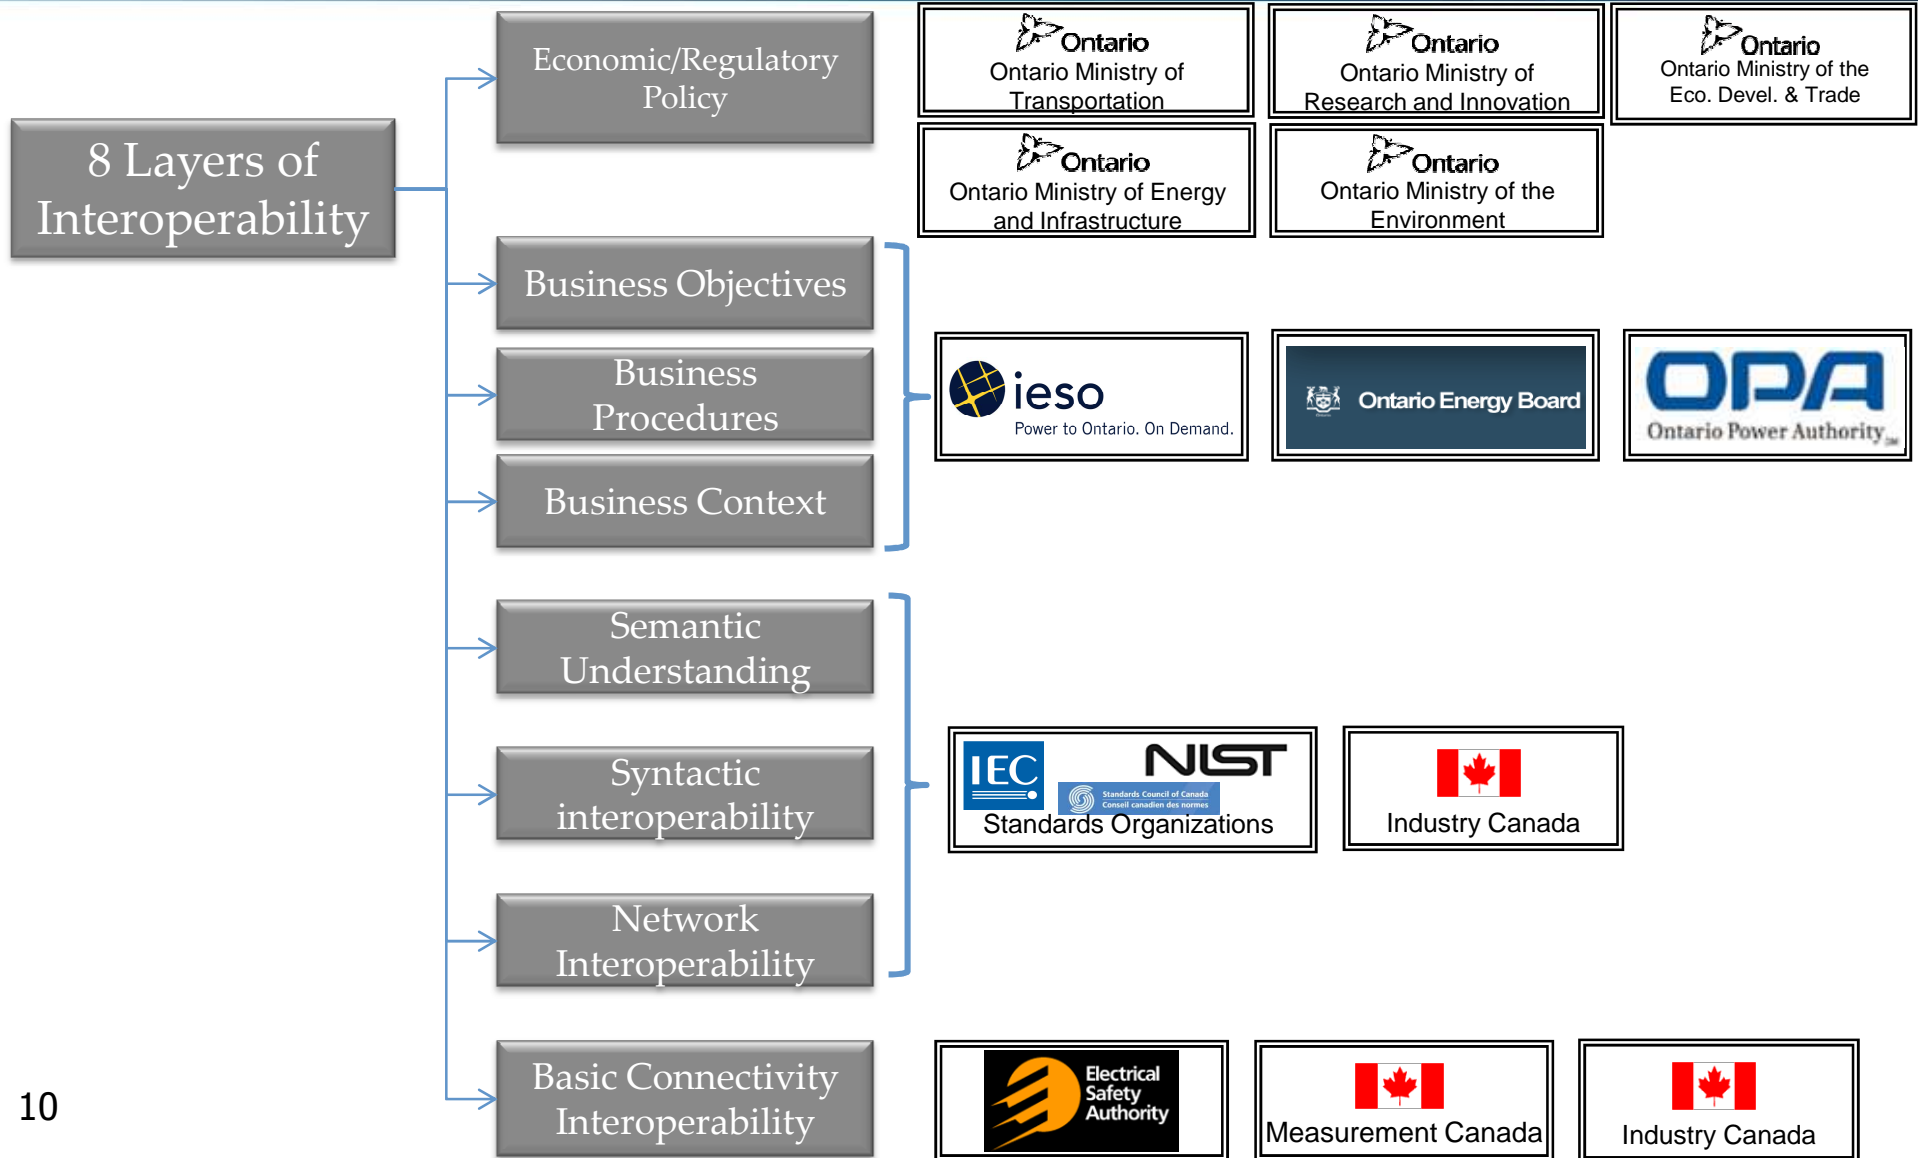 8 Layers of
Interoperability
Economic/Regulatory
Policy
Ontario
Ontario Ministry of
Transportation
Ontario
Ontario Ministry of
Research and Innovation
Ontario
Ontario Ministry of the
Eco. Devel. & Trade
Ontario
Ontario Ministry of Energy
and Infrastructure
Ontario
Ontario Ministry of the
Environment
Business Objectives
Business
Procedures
Business Context
ieso
Power to Ontario. On Demand.
Ontario Energy Board
OPA
Ontario Power Authority
Semantic
Understanding
Syntactic
interoperability
Network
Interoperability
IEC
NIST
Standards Council of Canada
Conseil canadien des normes
Standards Organizations
Industry Canada
Basic Connectivity
Interoperability
Electrical
Safety
Authority
Measurement Canada
Industry Canada
10